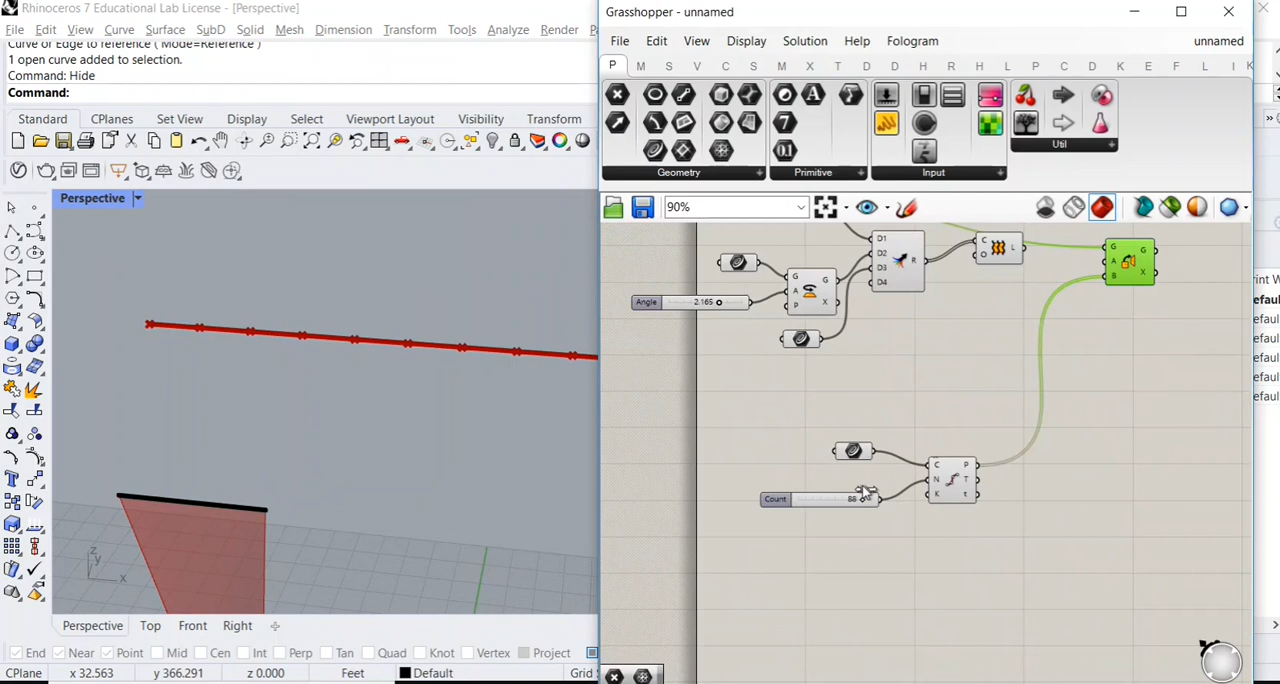 Rhinoceros 7 Educational Lab License - [Perspective]
File Edit View Curve Surface SubD Solid Mesh Dimension Transform Tools Analyze Render
Curve or Edge to reference ( Mode=Reference )
1 open curve added to selection.
Command: Hide
Command:
Standard CPlanes Set View Display Select Viewport Layout Visibility Transform
Perspective
z
y
x
Perspective Top Front Right
End Near Point Mid Cen Int Perp Tan Quad Knot Vertex Project
CPlane x 32.563 y 366.291 z 0.000 Feet Default Grid S
Grasshopper - unnamed
File Edit View Display Solution Help Fologram unnamed
P M S V C S M X T D D R H L P C D K E F L I K
Geometry Primitive Input Util
90%
D1
D2
D3
D4
R
C
O
L
G
A
B
G
X
G
A
P
X
Angle 2.165
C
N
K
P
T
t
Count 88